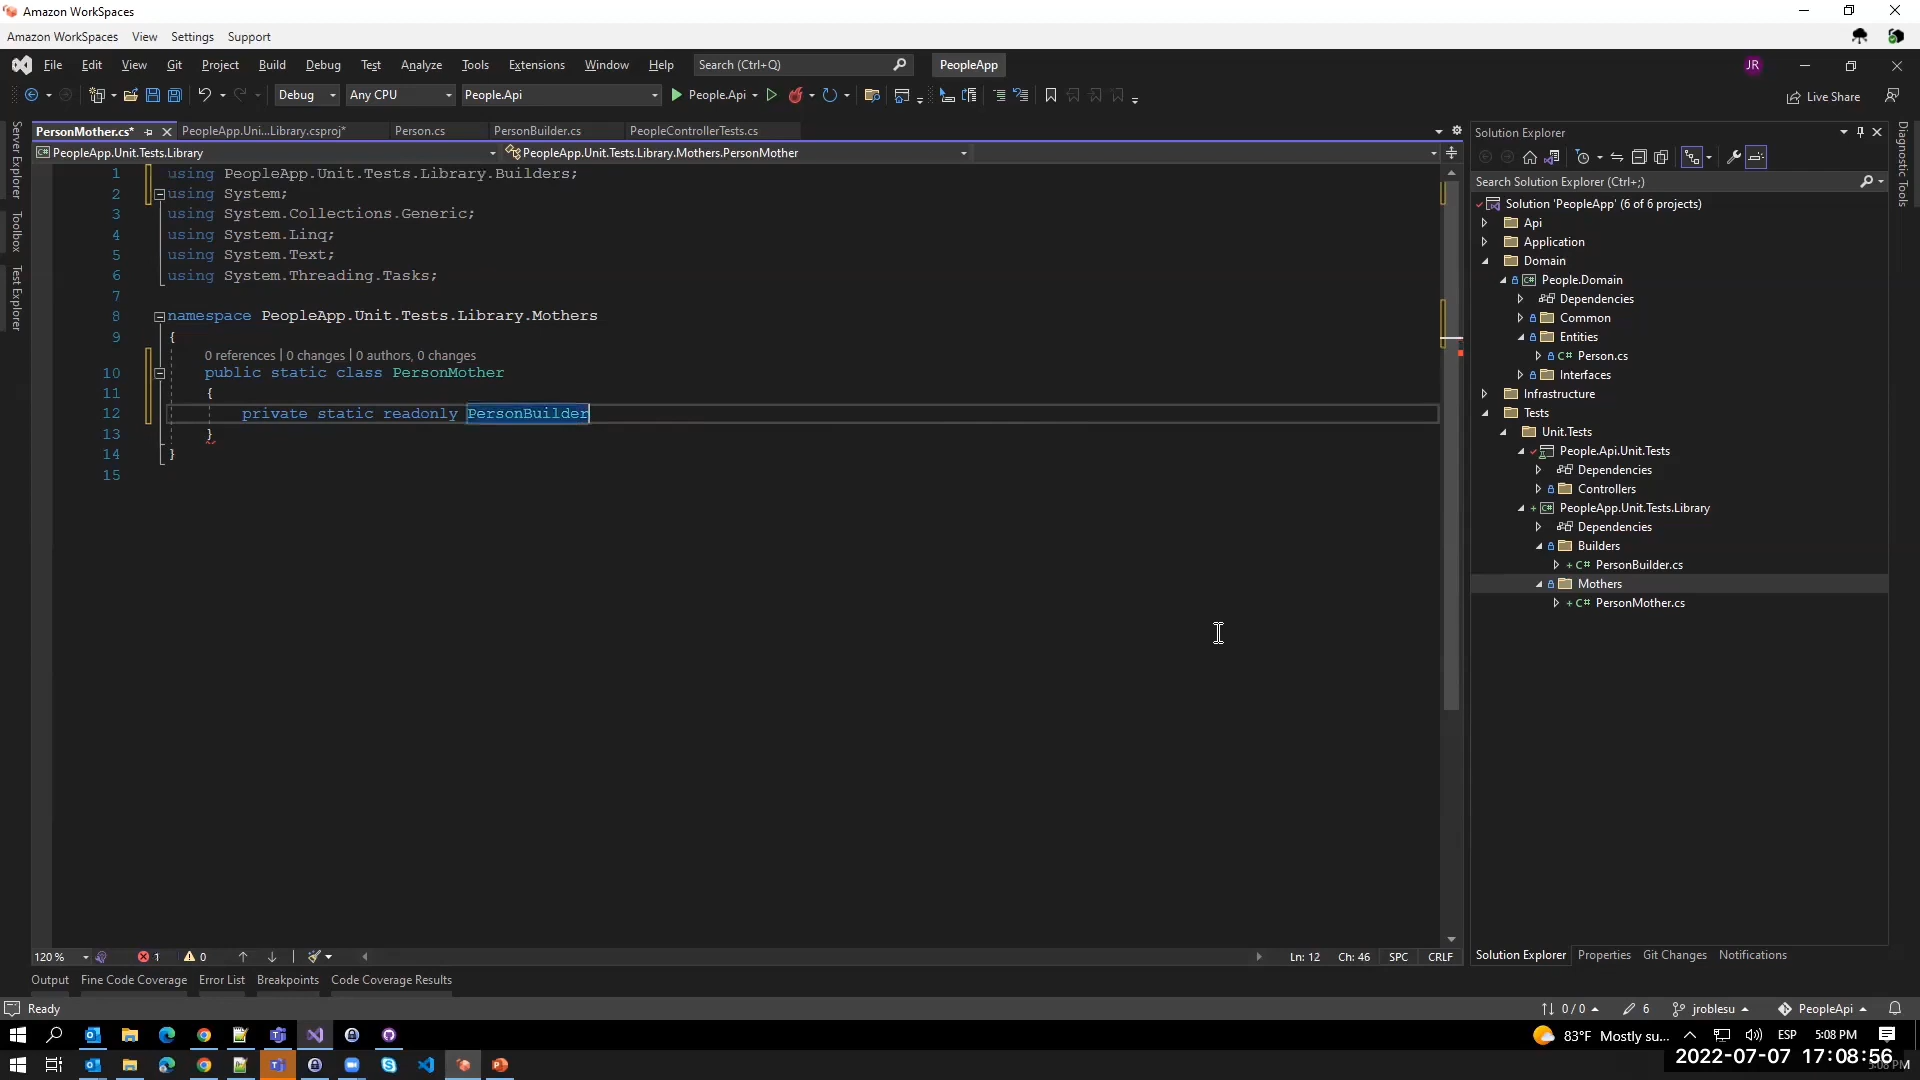 Amazon WorkSpaces
Amazon WorkSpaces View Settings Support
File Edit View Git Project Build Debug Test Analyze Tools Extensions Window Help Search (Ctrl+Q) PeopleApp JR
Debug Any CPU People.Api People.Api Live Share
PersonMother.cs* PeopleApp.Uni...Library.csproj* Person.cs PersonBuilder.cs PeopleControllerTests.cs
PeopleApp.Unit.Tests.Library PeopleApp.Unit.Tests.Library.Mothers.PersonMother
Server Explorer
Toolbox
Test Explorer
1 using PeopleApp.Unit.Tests.Library.Builders;
2 using System;
3 using System.Collections.Generic;
4 using System.Linq;
5 using System.Text;
6 using System.Threading.Tasks;
7
8 namespace PeopleApp.Unit.Tests.Library.Mothers
9 {
0 references | 0 changes | 0 authors, 0 changes
10 public static class PersonMother
11 {
12 private static readonly PersonBuilder
13 }
14 }
15
Solution Explorer
Search Solution Explorer (Ctrl+;)
Solution 'PeopleApp' (6 of 6 projects)
Api
Application
Domain
People.Domain
Dependencies
Common
Entities
C# Person.cs
Interfaces
Infrastructure
Tests
Unit.Tests
People.Api.Unit.Tests
Dependencies
Controllers
PeopleApp.Unit.Tests.Library
Dependencies
Builders
C# PersonBuilder.cs
Mothers
C# PersonMother.cs
Diagnostic Tools
120 % 1 0 Ln: 12 Ch: 46 SPC CRLF
Solution Explorer Properties Git Changes Notifications
Output Fine Code Coverage Error List Breakpoints Code Coverage Results
Ready 0 / 0 6 jroblesu PeopleApi
83°F Mostly su... ESP 5:08 PM
2022-07-07 17:08:56